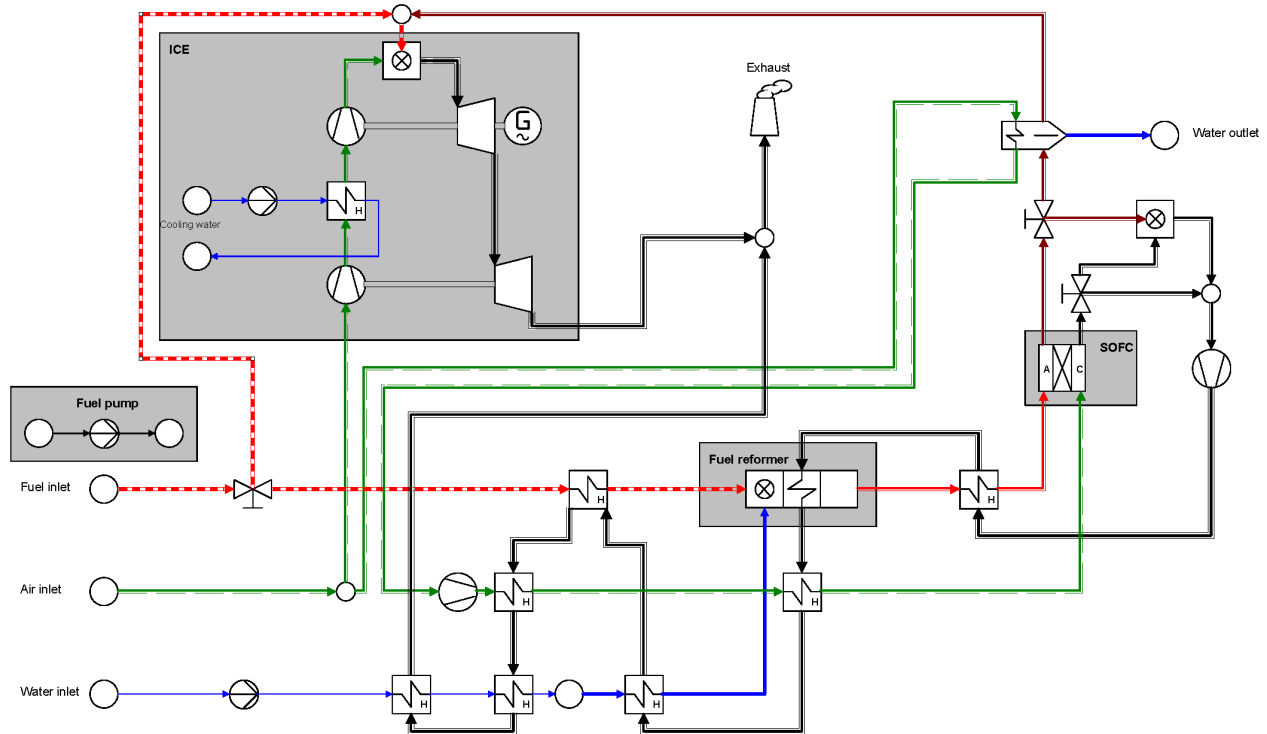 ICE
Exhaust
G
~
Water outlet
H
Cooling water
SOFC
A
C
Fuel pump
Fuel reformer
Fuel inlet
H
H
Air inlet
H
H
Water inlet
H
H
H